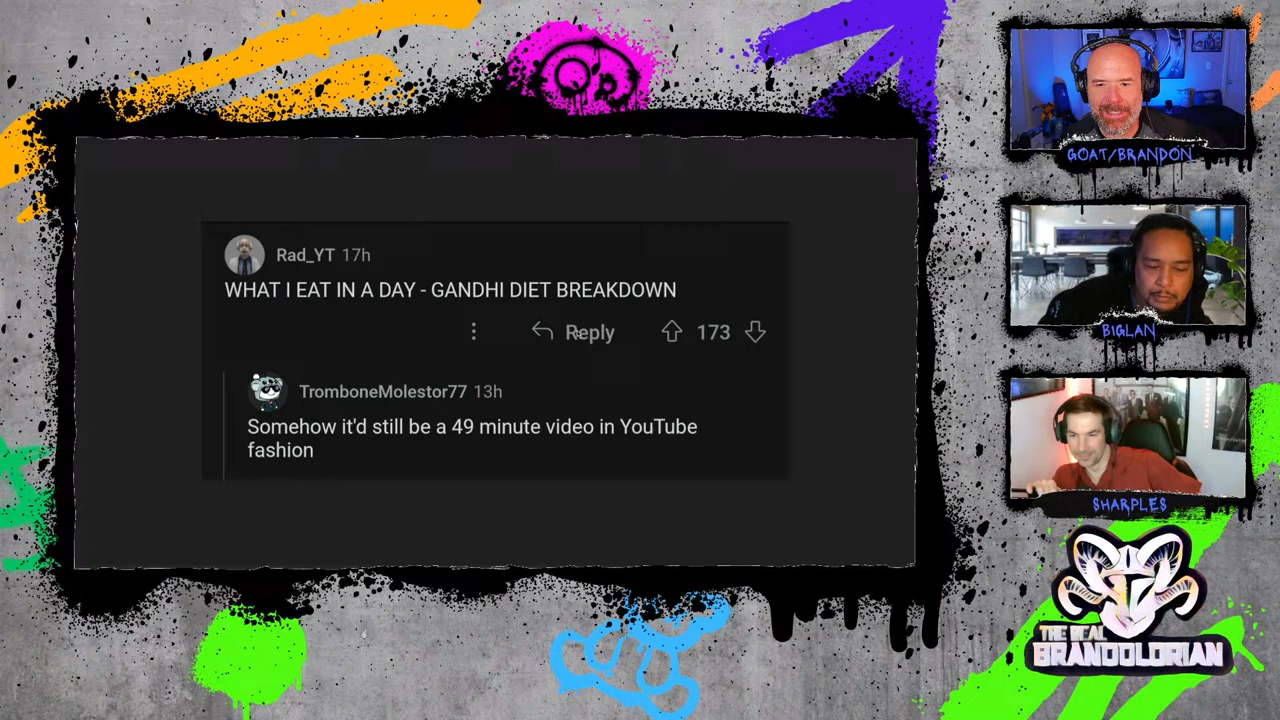 Rad_YT 17h
WHAT I EAT IN A DAY - GANDHI DIET BREAKDOWN
Reply 173
TromboneMolestor77 13h
Somehow it'd still be a 49 minute video in YouTube
fashion
GOAT/BRANDON
BIGLAN
SHARPLES
THE REAL
BRANDOLORIAN